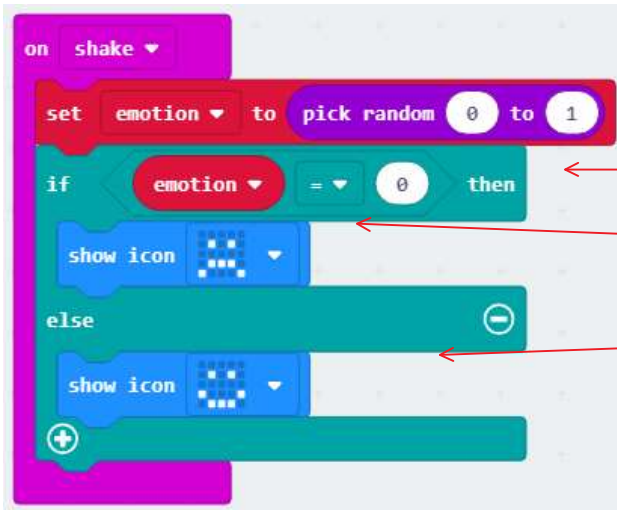 on shake
set emotion to pick random 0 to 1
if emotion = 0 then
show icon
else
show icon